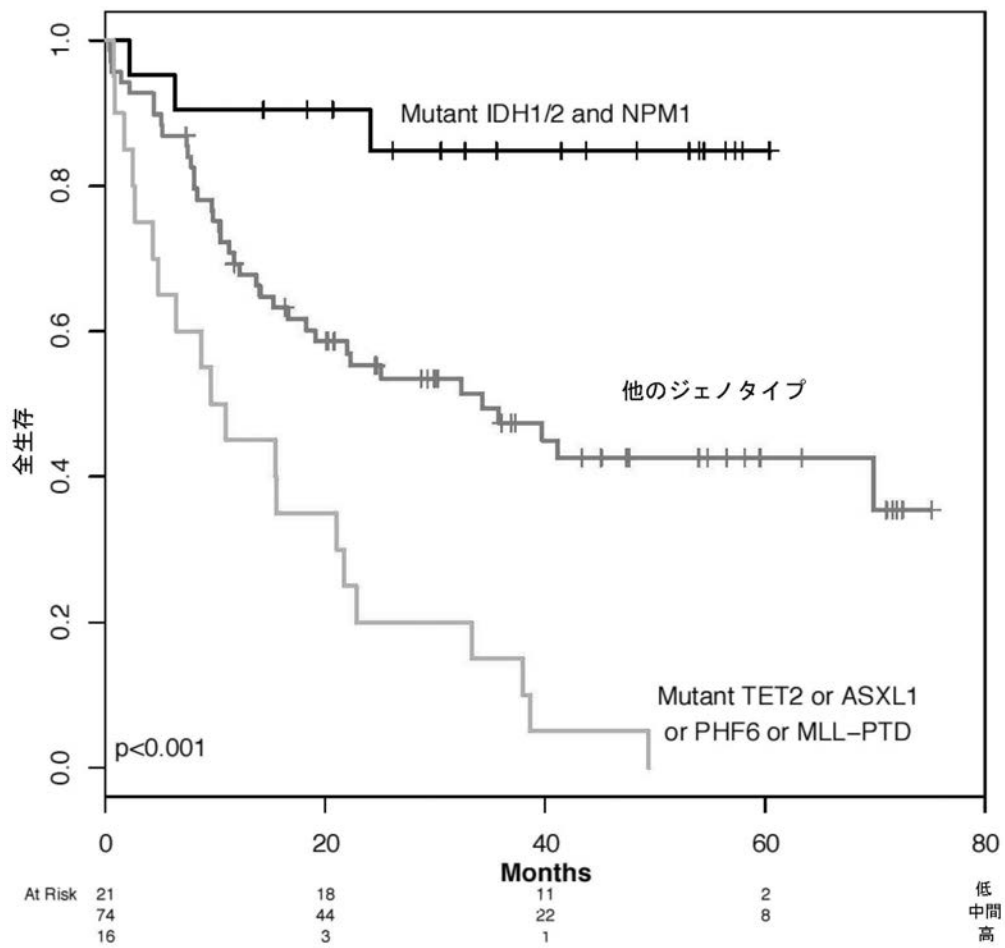 1.0
0.8
0.6
0.4
0.2
0.0
全生存
Mutant IDH1/2 and NPM1
他のジェノタイプ
Mutant TET2 or ASXL1
or PHF6 or MLL−PTD
p<0.001
0 20 40 60 80
Months
At Risk 21 18 11 2 低
74 44 22 8 中間
16 3 1 高